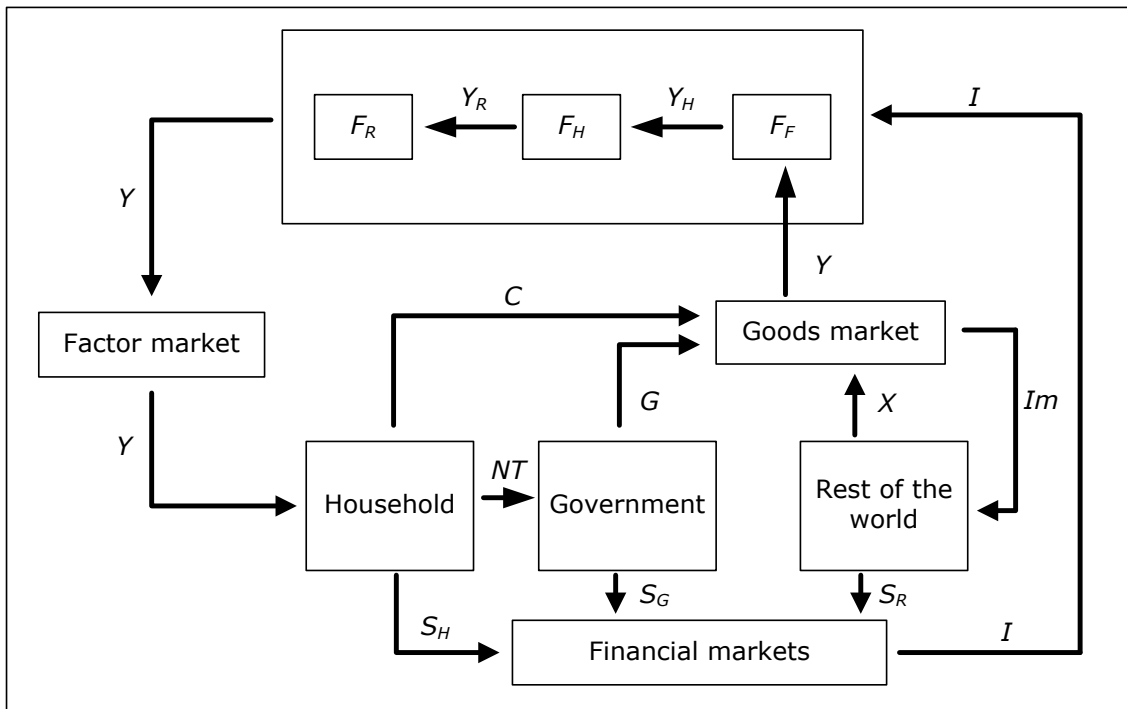 Y_R
Y_H
I
F_R
F_H
F_F
Y
Y
C
Factor market
Goods market
G
X
Im
Y
NT
Household
Government
Rest of the
world
S_H
S_G
S_R
I
Financial markets